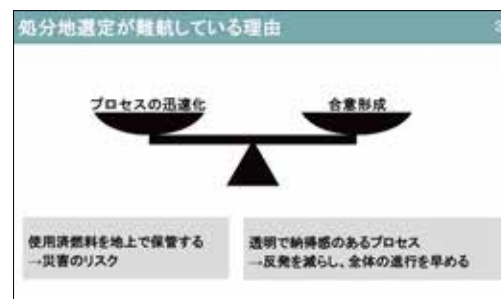 処分地選定が難航している理由
3
プロセスの迅速化
合意形成
使用済燃料を地上で保管する
→災害のリスク
透明で納得感のあるプロセス
→反発を減らし、全体の進行を早める